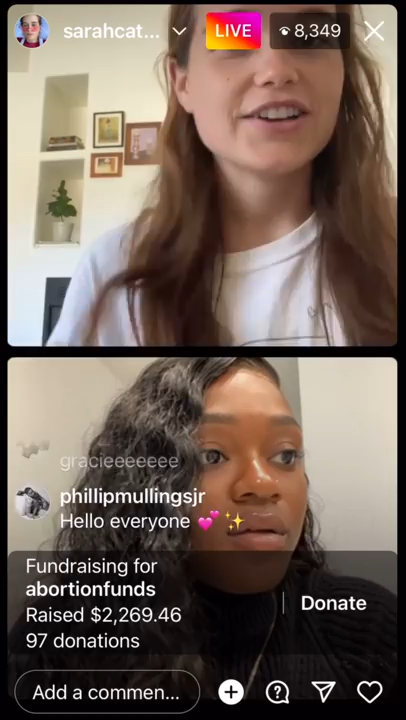 sarahcat...
LIVE
8,349
gracieeeeeee
phillipmullingsjr
Hello everyone 💕✨
Fundraising for
abortionfunds
Raised $2,269.46
97 donations
Donate
Add a commen...